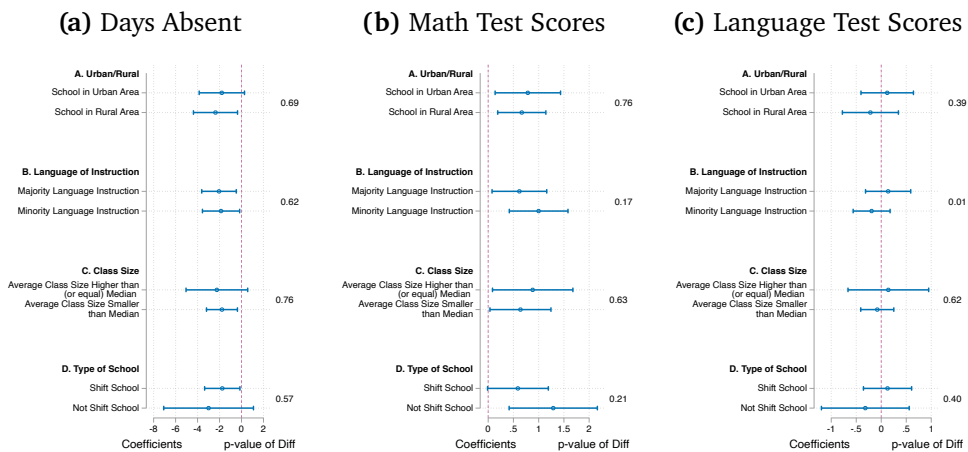 (a) Days Absent
A. Urban/Rural
School in Urban Area
School in Rural Area
0.69
B. Language of Instruction
Majority Language Instruction
Minority Language Instruction
0.62
C. Class Size
Average Class Size Higher than
(or equal) Median
Average Class Size Smaller
than Median
0.76
D. Type of School
Shift School
Not Shift School
0.57
-8 -6 -4 -2 0 2
Coefficients p-value of Diff
(b) Math Test Scores
A. Urban/Rural
School in Urban Area
School in Rural Area
0.76
B. Language of Instruction
Majority Language Instruction
Minority Language Instruction
0.17
C. Class Size
Average Class Size Higher than
(or equal) Median
Average Class Size Smaller
than Median
0.63
D. Type of School
Shift School
Not Shift School
0.21
0 .5 1 1.5 2
Coefficients p-value of Diff
(c) Language Test Scores
A. Urban/Rural
School in Urban Area
School in Rural Area
0.39
B. Language of Instruction
Majority Language Instruction
Minority Language Instruction
0.01
C. Class Size
Average Class Size Higher than
(or equal) Median
Average Class Size Smaller
than Median
0.62
D. Type of School
Shift School
Not Shift School
0.40
-1 -.5 0 .5 1
Coefficients p-value of Diff